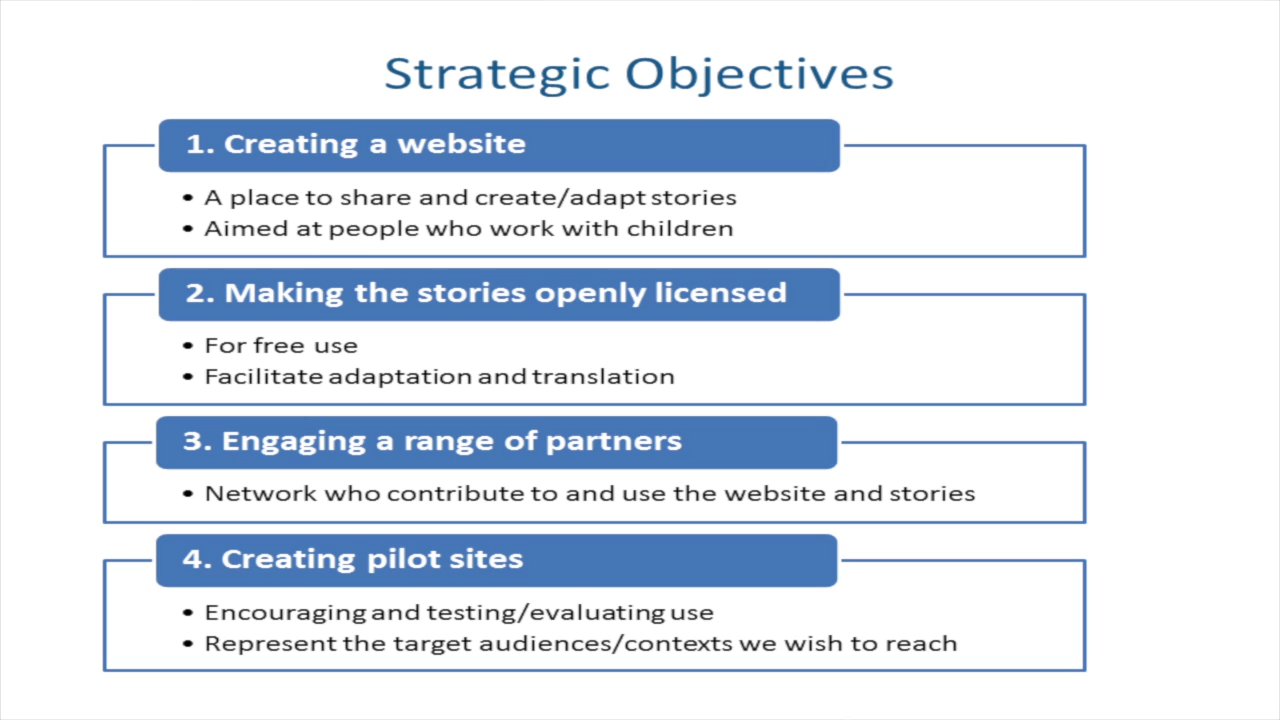 Strategic Objectives
1. Creating a website
• A place to share and create/adapt stories
• Aimed at people who work with children
2. Making the stories openly licensed
• For free use
• Facilitate adaptation and translation
3. Engaging a range of partners
• Network who contribute to and use the website and stories
4. Creating pilot sites
• Encouraging and testing/evaluating use
• Represent the target audiences/contexts we wish to reach